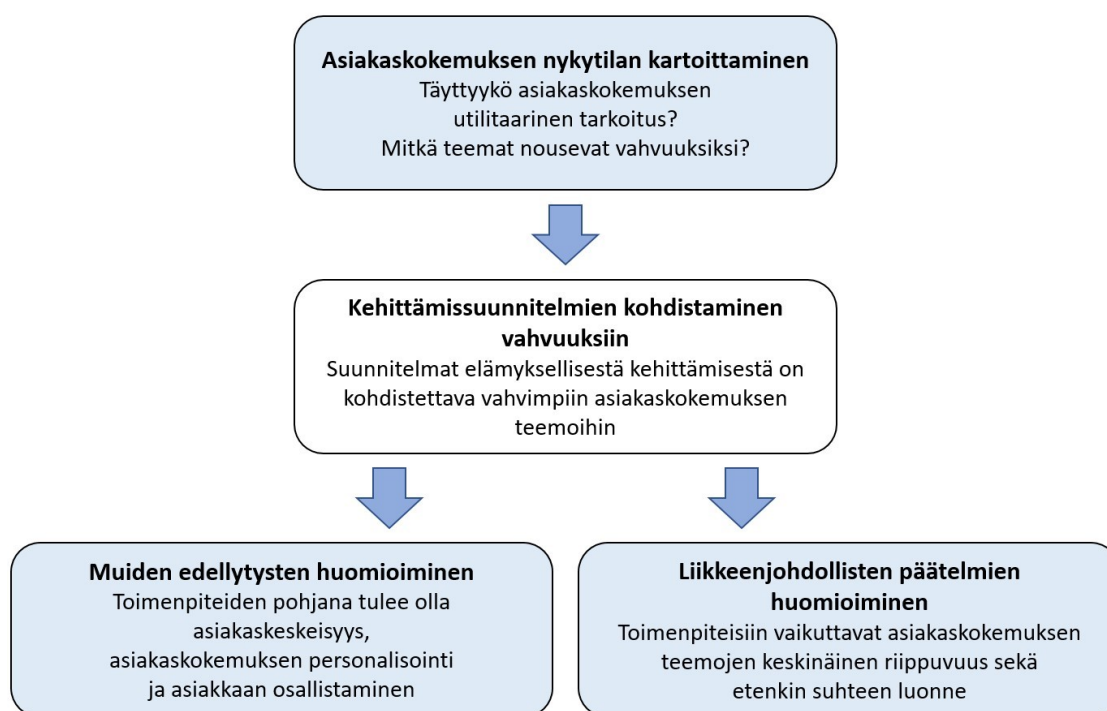 Asiakaskokemuksen nykytilan kartoittaminen
Täyttyykö asiakaskokemuksen
utilitaarinen tarkoitus?
Mitkä teemat nousevat vahvuuksiksi?
Kehittämissuunnitelmien kohdistaminen
vahvuuksiin
Suunnitelmat elämyksellisestä kehittämisestä on
kohdistettava vahvimpiin asiakaskokemuksen
teemoihin
Muiden edellytysten huomioiminen
Toimenpiteiden pohjana tulee olla
asiakaskeskeisyys,
asiakaskokemuksen personalisointi
ja asiakkaan osallistaminen
Liikkeenjohdollisten päätelmien
huomioiminen
Toimenpiteisiin vaikuttavat asiakaskokemuksen
teemojen keskinäinen riippuvuus sekä
etenkin suhteen luonne